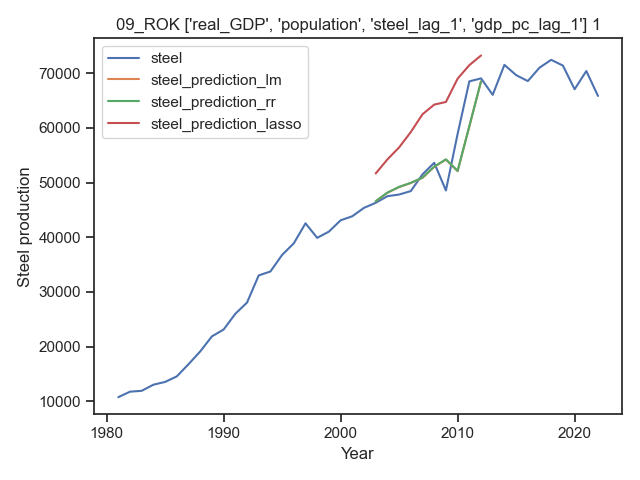 09_ROK ['real_GDP', 'population', 'steel_lag_1', 'gdp_pc_lag_1'] 1
steel
steel_prediction_lm
steel_prediction_rr
steel_prediction_lasso
70000
60000
50000
40000
30000
20000
10000
Steel production
1980
1990
2000
2010
2020
Year